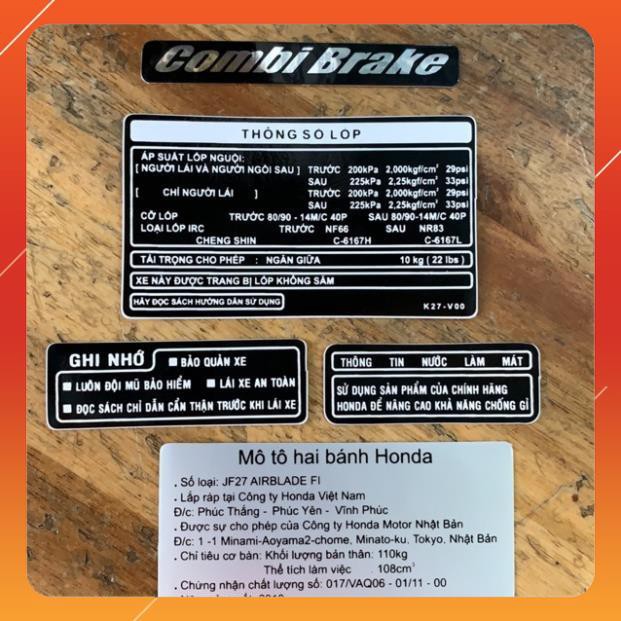 Combi Brake
THÔNG SỐ LỐP
ÁP SUẤT LỐP NGUỘI:
[ NGƯỜI LÁI VÀ NGƯỜI NGỒI SAU ] TRƯỚC 200kPa 2,000kgf/cm² 29psi
SAU 225kPa 2,25kgf/cm² 33psi
[ CHỈ NGƯỜI LÁI ] TRƯỚC 200kPa 2,000kgf/cm² 29psi
SAU 225kPa 2,25kgf/cm² 33psi
CỠ LỐP TRƯỚC 80/90 - 14M/C 40P SAU 80/90-14M/C 40P
LOẠI LỐP IRC TRƯỚC NF66 SAU NR83
CHENG SHIN C-6167H C-6167L
TẢI TRỌNG CHO PHÉP : NGĂN GIỮA 10 kg ( 22 lbs )
XE NÀY ĐƯỢC TRANG BỊ LỐP KHÔNG SĂM
HÃY ĐỌC SÁCH HƯỚNG DẪN SỬ DỤNG
K27-V00
GHI NHỚ ■ BẢO QUẢN XE
■ LUÔN ĐỘI MŨ BẢO HIỂM ■ LÁI XE AN TOÀN
■ ĐỌC SÁCH CHỈ DẪN CẨN THẬN TRƯỚC KHI LÁI XE
THÔNG TIN NƯỚC LÀM MÁT
SỬ DỤNG SẢN PHẨM CỦA CHÍNH HÃNG
HONDA ĐỂ NÂNG CAO KHẢ NĂNG CHỐNG GỈ
Mô tô hai bánh Honda
. Số loại: JF27 AIRBLADE FI
. Lắp ráp tại Công ty Honda Việt Nam
Đ/c: Phúc Thắng - Phúc Yên - Vĩnh Phúc
. Được sự cho phép của Công ty Honda Motor Nhật Bản
Đ/c: 1 -1 Minami-Aoyama2-chome, Minato-ku, Tokyo, Nhật Bản
. Chỉ tiêu cơ bản: Khối lượng bản thân: 110kg
Thể tích làm việc : 108cm³
. Chứng nhận chất lượng số: 017/VAQ06 - 01/11 - 00